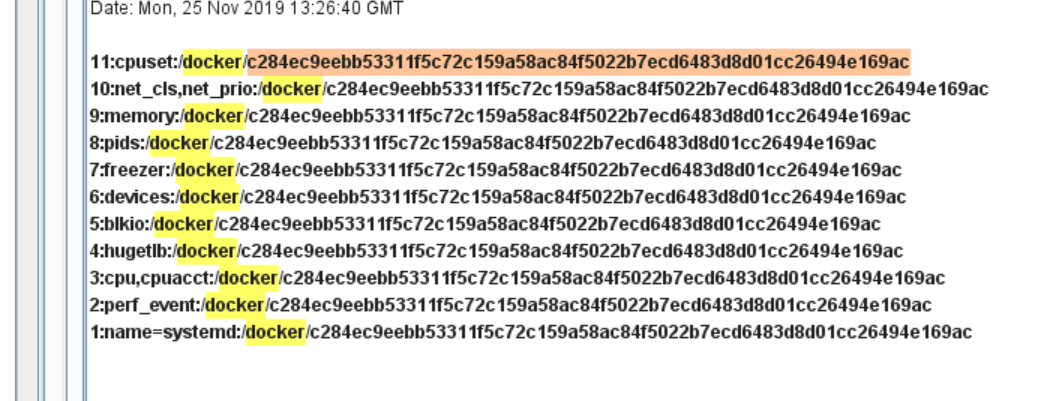 Date: Mon, 25 Nov 2019 13:26:40 GMT
11:cpuset:/docker/c284ec9eebb53311f5c72c159a58ac84f5022b7ecd6483d8d01cc26494e169ac
10:net_cls,net_prio:/docker/c284ec9eebb53311f5c72c159a58ac84f5022b7ecd6483d8d01cc26494e169ac
9:memory:/docker/c284ec9eebb53311f5c72c159a58ac84f5022b7ecd6483d8d01cc26494e169ac
8:pids:/docker/c284ec9eebb53311f5c72c159a58ac84f5022b7ecd6483d8d01cc26494e169ac
7:freezer:/docker/c284ec9eebb53311f5c72c159a58ac84f5022b7ecd6483d8d01cc26494e169ac
6:devices:/docker/c284ec9eebb53311f5c72c159a58ac84f5022b7ecd6483d8d01cc26494e169ac
5:blkio:/docker/c284ec9eebb53311f5c72c159a58ac84f5022b7ecd6483d8d01cc26494e169ac
4:hugetlb:/docker/c284ec9eebb53311f5c72c159a58ac84f5022b7ecd6483d8d01cc26494e169ac
3:cpu,cpuacct:/docker/c284ec9eebb53311f5c72c159a58ac84f5022b7ecd6483d8d01cc26494e169ac
2:perf_event:/docker/c284ec9eebb53311f5c72c159a58ac84f5022b7ecd6483d8d01cc26494e169ac
1:name=systemd:/docker/c284ec9eebb53311f5c72c159a58ac84f5022b7ecd6483d8d01cc26494e169ac